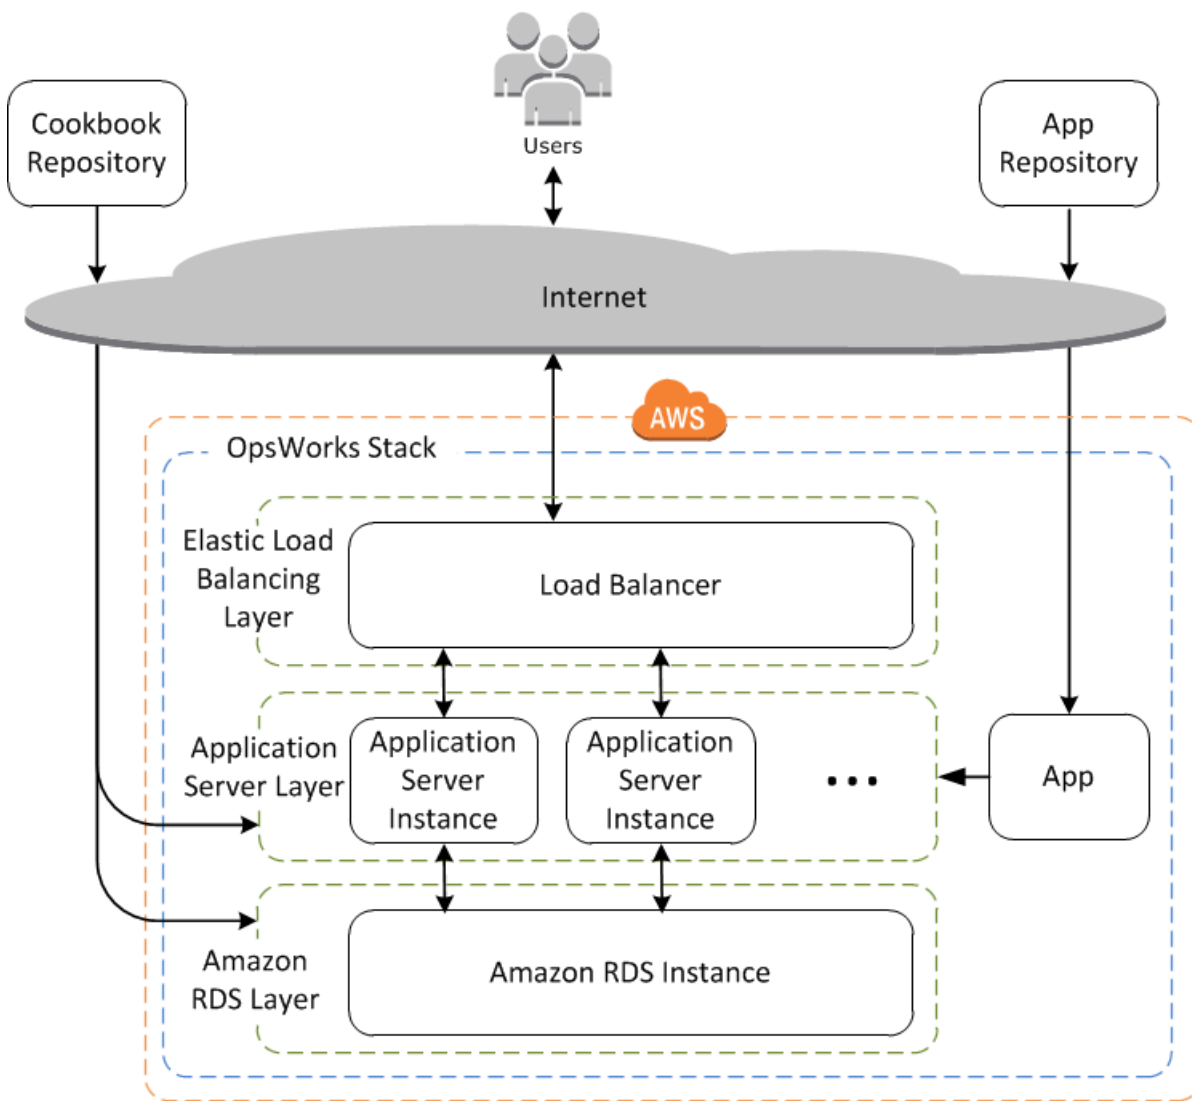 Users
Cookbook
Repository
App
Repository
Internet
AWS
OpsWorks Stack
Elastic Load
Balancing
Layer
Load Balancer
Application
Server Layer
Application
Server
Instance
Application
Server
Instance
...
App
Amazon
RDS Layer
Amazon RDS Instance